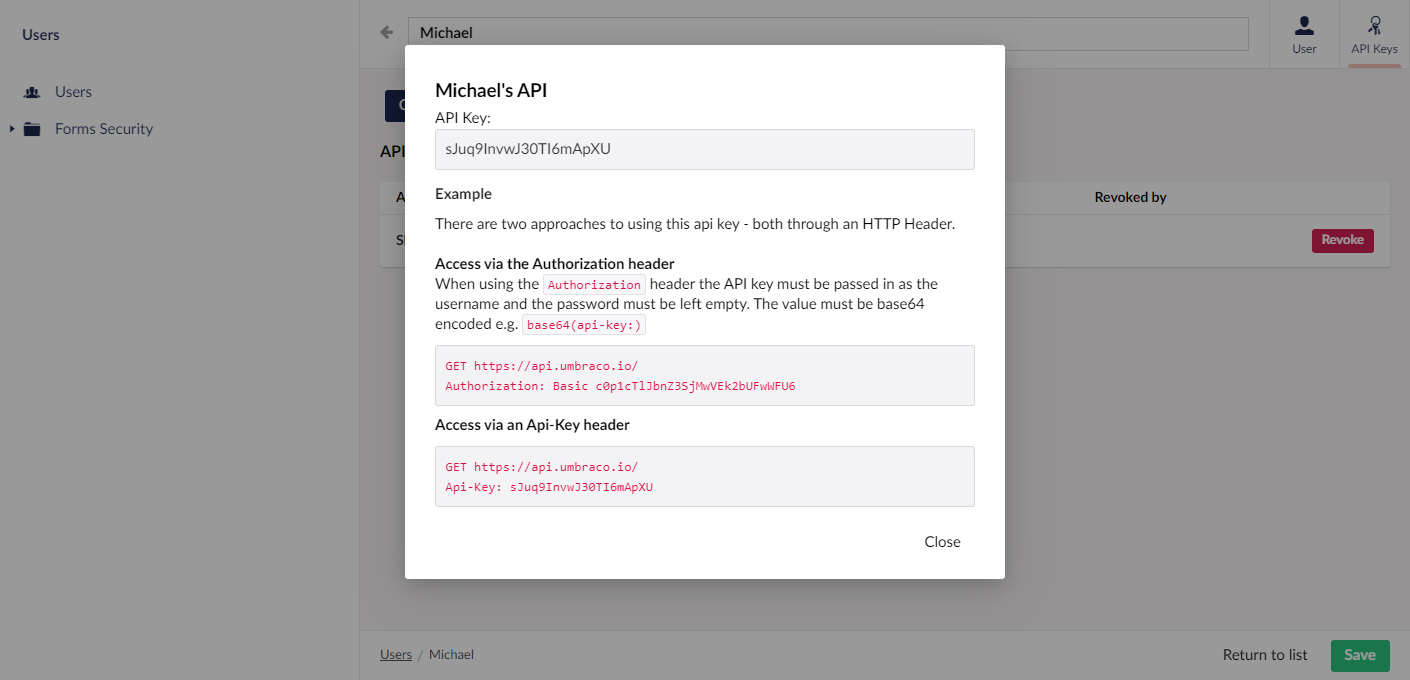 Users
Users
Forms Security
Michael
User
API Keys
API
Revoked by
Revoke
Michael's API
API Key:
sJuq9InvwJ30TI6mApXU
Example
There are two approaches to using this api key - both through an HTTP Header.
Access via the Authorization header
When using the Authorization header the API key must be passed in as the
username and the password must be left empty. The value must be base64
encoded e.g. base64(api-key:)
GET https://api.umbraco.io/
Authorization: Basic c0p1cTlJbnZ3SjMwVEk2bUFwWFU6
Access via an Api-Key header
GET https://api.umbraco.io/
Api-Key: sJuq9InvwJ30TI6mApXU
Close
Users / Michael
Return to list
Save